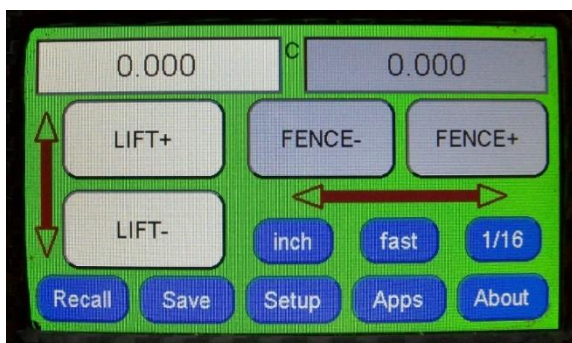 0.000 C 0.000
LIFT+ FENCE- FENCE+
LIFT-
inch fast 1/16
Recall Save Setup Apps About